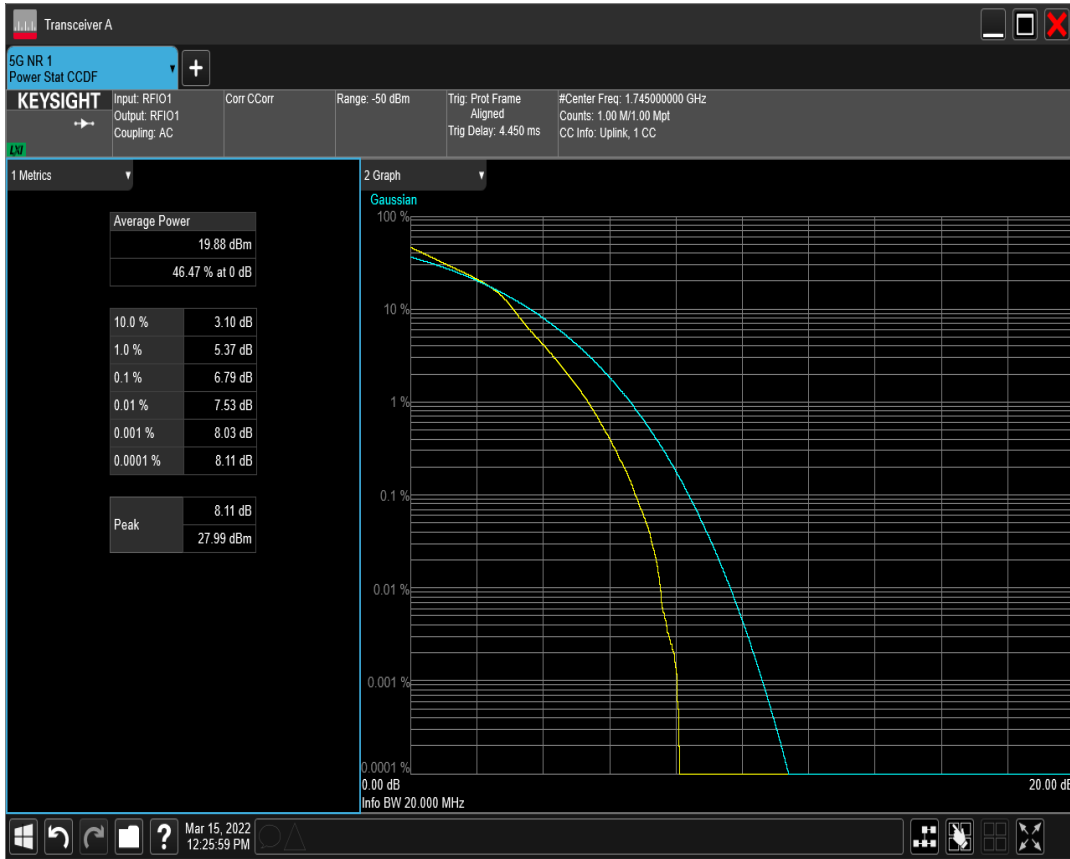 Transceiver A
5G NR 1
Power Stat CCDF
+
KEYSIGHT
LXI
Input: RFIO1
Output: RFIO1
Coupling: AC
Corr CCorr
Range: -50 dBm
Trig: Prot Frame
Aligned
Trig Delay: 4.450 ms
#Center Freq: 1.745000000 GHz
Counts: 1.00 M/1.00 Mpt
CC Info: Uplink, 1 CC
1 Metrics
Average Power
19.88 dBm
46.47 % at 0 dB
10.0 % 3.10 dB
1.0 % 5.37 dB
0.1 % 6.79 dB
0.01 % 7.53 dB
0.001 % 8.03 dB
0.0001 % 8.11 dB
Peak 8.11 dB
27.99 dBm
2 Graph
Gaussian
100 %
10 %
1 %
0.1 %
0.01 %
0.001 %
0.0001 %
0.00 dB 20.00 dB
Info BW 20.000 MHz
?
Mar 15, 2022
12:25:59 PM